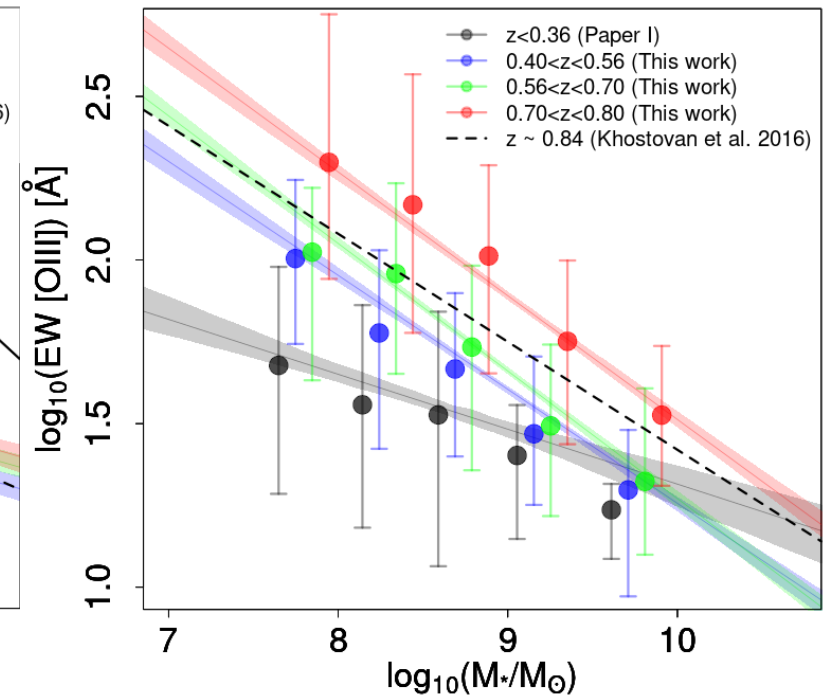 6)
z<0.36 (Paper I)
0.40<z<0.56 (This work)
0.56<z<0.70 (This work)
0.70<z<0.80 (This work)
z ~ 0.84 (Khostovan et al. 2016)
log₁₀(EW [OIII]) [Å]
2.5
2.0
1.5
1.0
7 8 9 10
log₁₀(M*/M⊙)